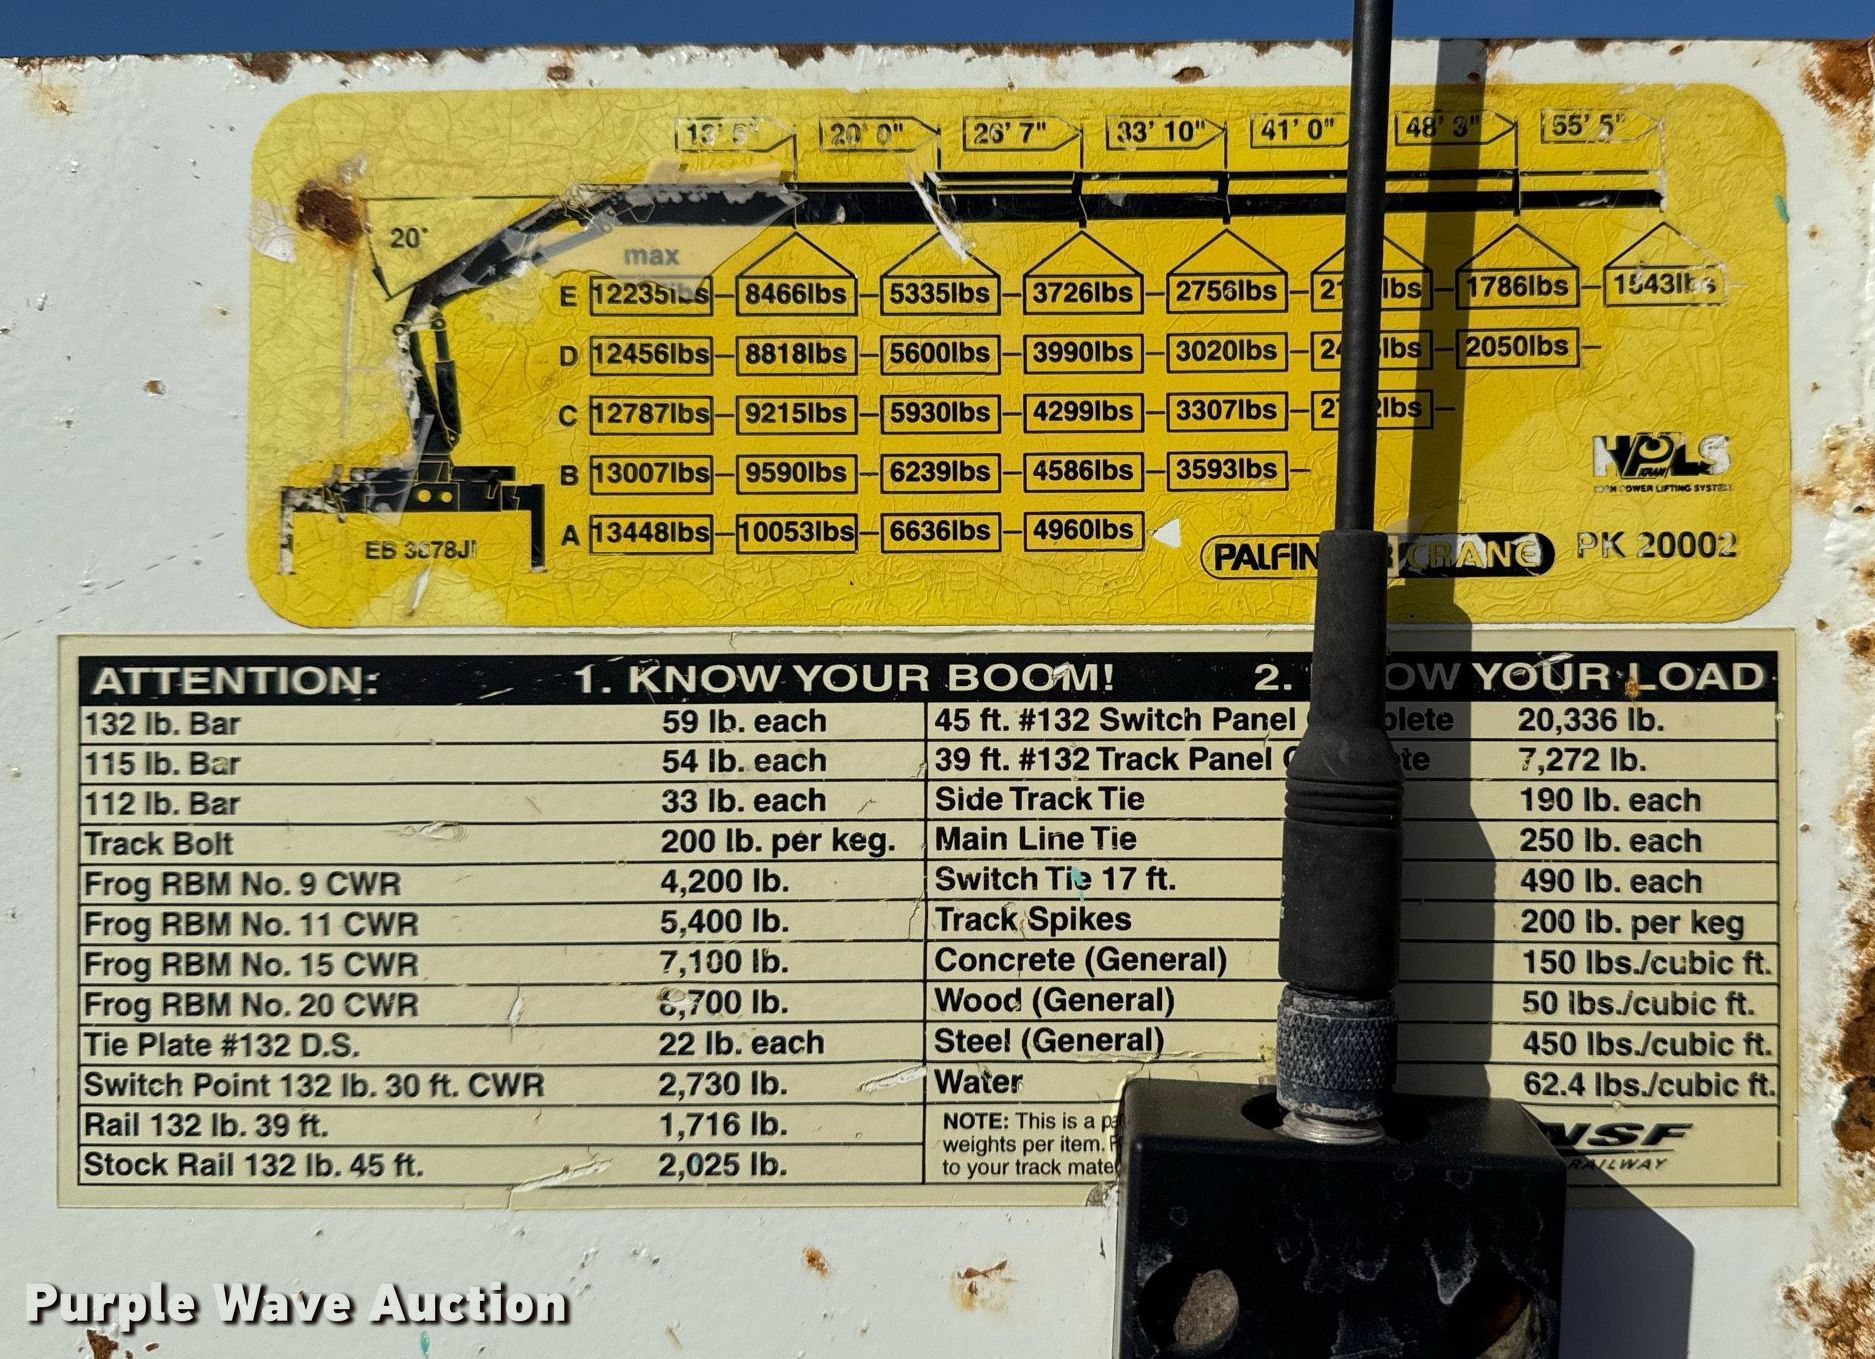 13' 5" 20' 0" 26' 7" 33' 10" 41' 0" 48' 3" 55' 5"
20°
max
E 12235lbs 8466lbs 5335lbs 3726lbs 2756lbs 1786lbs 1543lbs
D 12456lbs 8818lbs 5600lbs 3990lbs 3020lbs 2050lbs
C 12787lbs 9215lbs 5930lbs 4299lbs 3307lbs
B 13007lbs 9590lbs 6239lbs 4586lbs 3593lbs
A 13448lbs 10053lbs 6636lbs 4960lbs
HPLS
KRAN
HIGH POWER LIFTING SYSTEM
EB
CRANE PK 20002
ATTENTION: 1. KNOW YOUR BOOM! 2. YOUR LOAD
132 lb. Bar 59 lb. each 45 ft. #132 Switch Panel 20,336 lb.
115 lb. Bar 54 lb. each 39 ft. #132 Track Panel 7,272 lb.
112 lb. Bar 33 lb. each Side Track Tie 190 lb. each
Track Bolt 200 lb. per keg. Main Line Tie 250 lb. each
Frog RBM No. 9 CWR 4,200 lb. Switch Tie 17 ft. 490 lb. each
Frog RBM No. 11 CWR 5,400 lb. Track Spikes 200 lb. per keg
Frog RBM No. 15 CWR 7,100 lb. Concrete (General) 150 lbs./cubic ft.
Frog RBM No. 20 CWR lb. Wood (General) 50 lbs./cubic ft.
Tie Plate #132 D.S. 22 lb. each Steel (General) 450 lbs./cubic ft.
Switch Point 132 lb. 30 ft. CWR 2,730 lb. Water 62.4 lbs./cubic ft.
Rail 132 lb. 39 ft. 1,716 lb.
Stock Rail 132 lb. 45 ft. 2,025 lb.
NOTE: This is a
weights per item.
to your track
RAILWAY
Purple Wave Auction